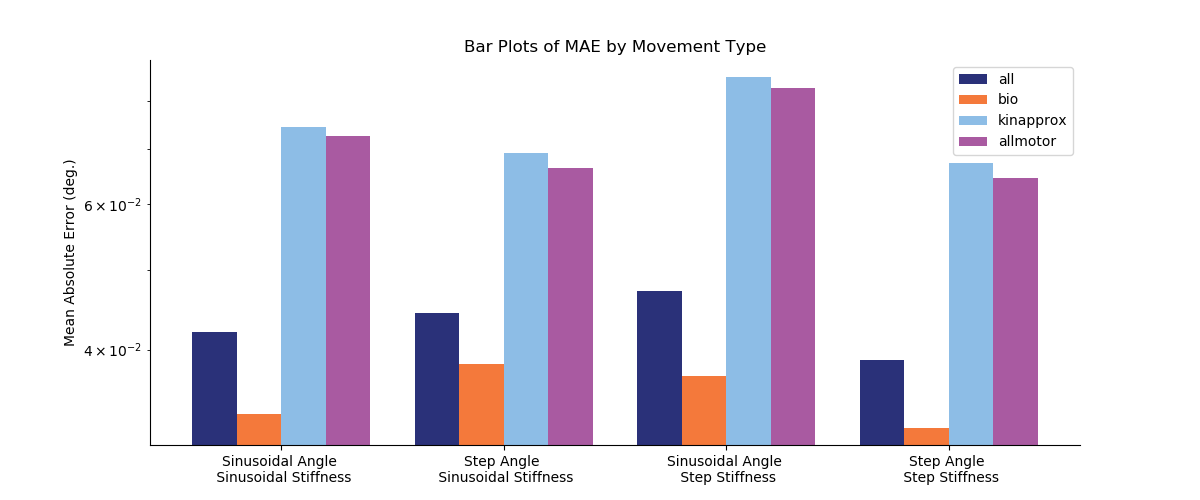 Bar Plots of MAE by Movement Type
all
bio
kinapprox
allmotor
Mean Absolute Error (deg.)
6 × 10⁻²
4 × 10⁻²
Sinusoidal Angle
Sinusoidal Stiffness
Step Angle
Sinusoidal Stiffness
Sinusoidal Angle
Step Stiffness
Step Angle
Step Stiffness